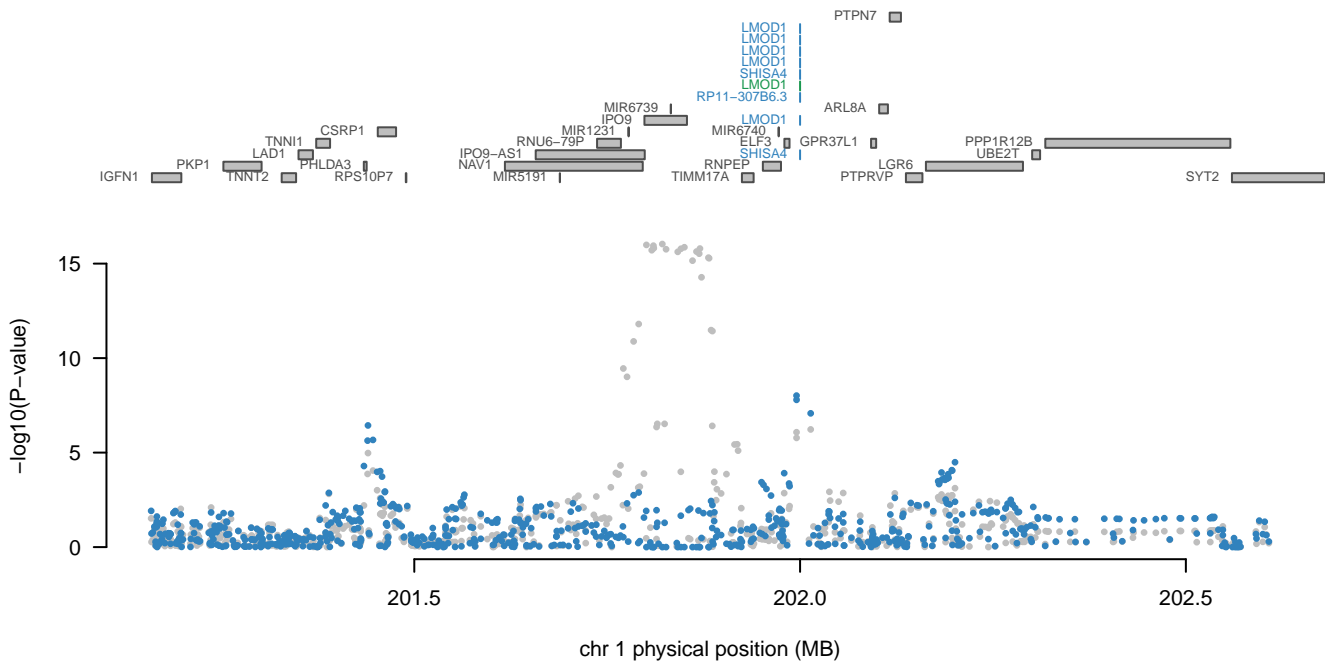 PTPN7
LMOD1
LMOD1
LMOD1
LMOD1
SHISA4
LMOD1
RP11−307B6.3
MIR6739 ARL8A
IPO9 LMOD1
CSRP1 MIR1231 MIR6740
TNNI1 RNU6−79P ELF3 GPR37L1 PPP1R12B
LAD1 IPO9−AS1 SHISA4 UBE2T
PKP1 PHLDA3 NAV1 RNPEP LGR6
IGFN1 TNNT2 RPS10P7 MIR5191 TIMM17A PTPRVP SYT2
15
10
5
0
−log10(P−value)
201.5 202.0 202.5
chr 1 physical position (MB)